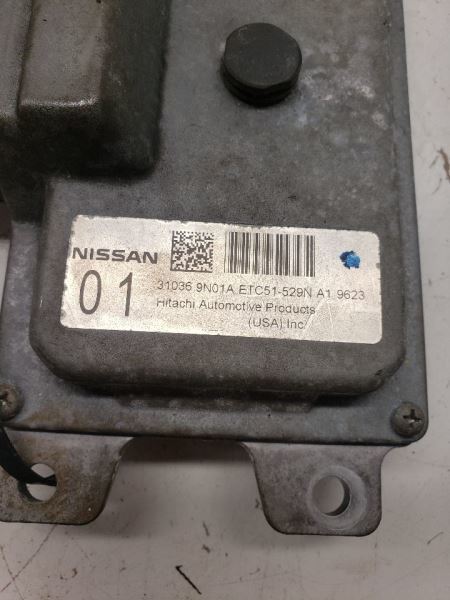 NISSAN
01
31036 9N01A ETC51-529N A1 9623
Hitachi Automotive Products
(USA).Inc